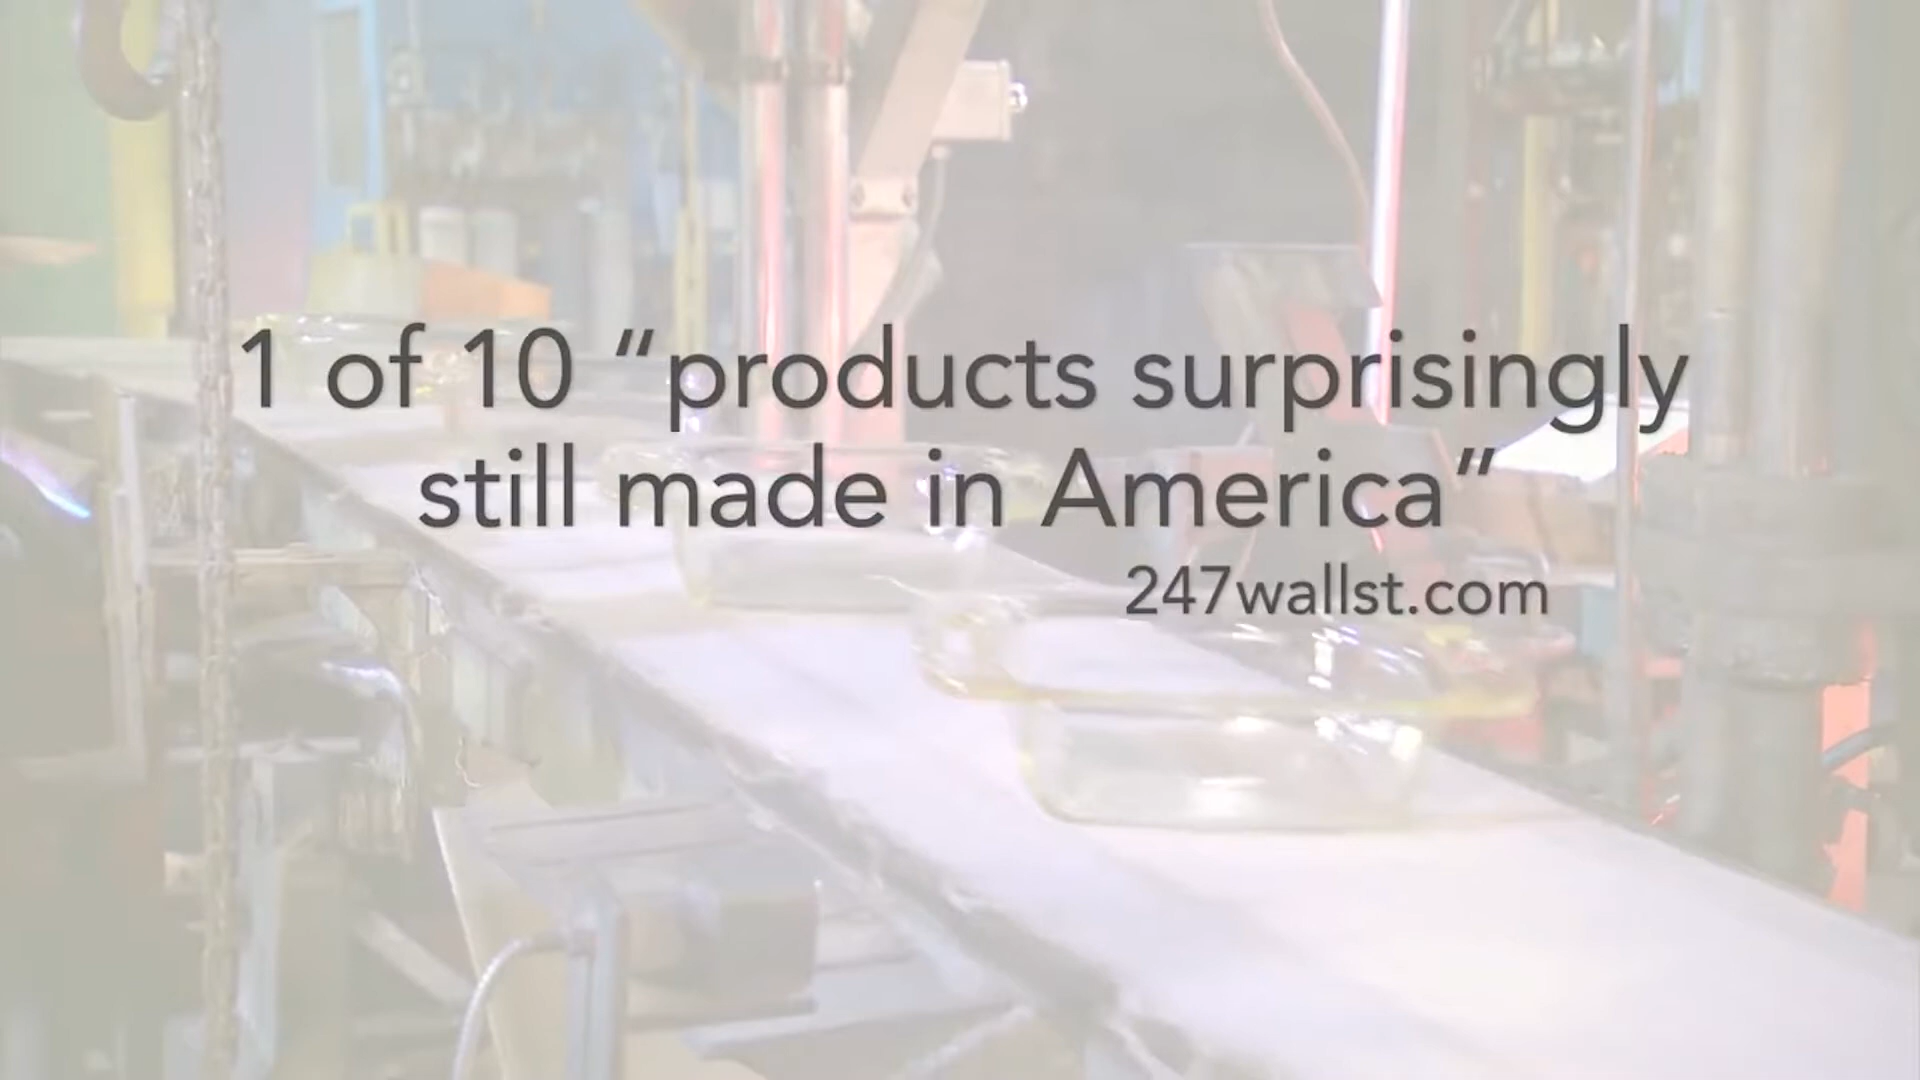 1 of 10 “products surprisingly
still made in America”
247wallst.com